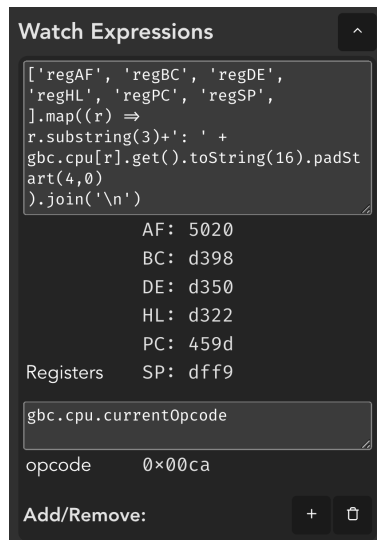 Watch Expressions
['regAF', 'regBC', 'regDE',
'regHL', 'regPC', 'regSP',
].map((r) ⇒
r.substring(3)+': ' +
gbc.cpu[r].get().toString(16).padSt
art(4,0)
).join('\n')
AF: 5020
BC: d398
DE: d350
HL: d322
PC: 459d
Registers SP: dff9
gbc.cpu.currentOpcode
opcode 0×00ca
Add/Remove: +